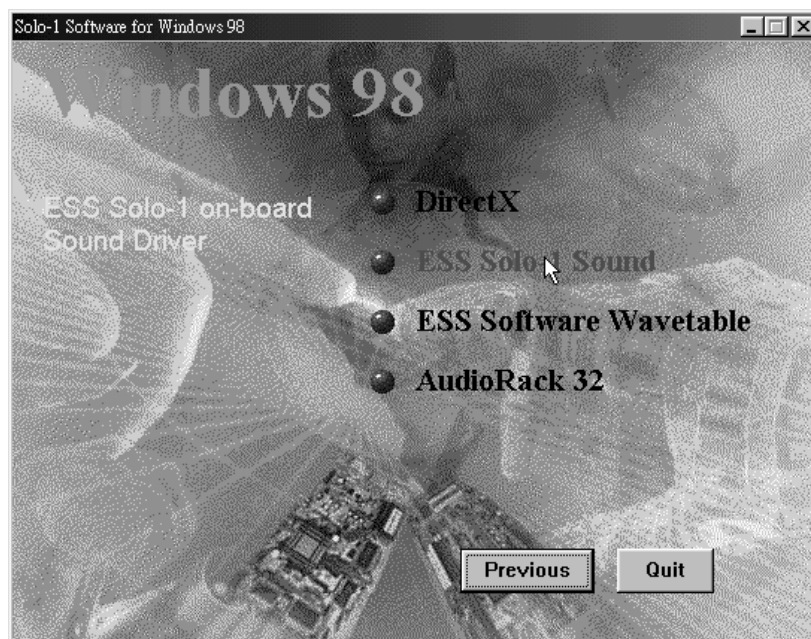 Solo-1 Software for Windows 98
Windows 98
ESS Solo-1 on-board
Sound Driver
DirectX
ESS Solo-1 Sound
ESS Software Wavetable
AudioRack 32
Previous
Quit